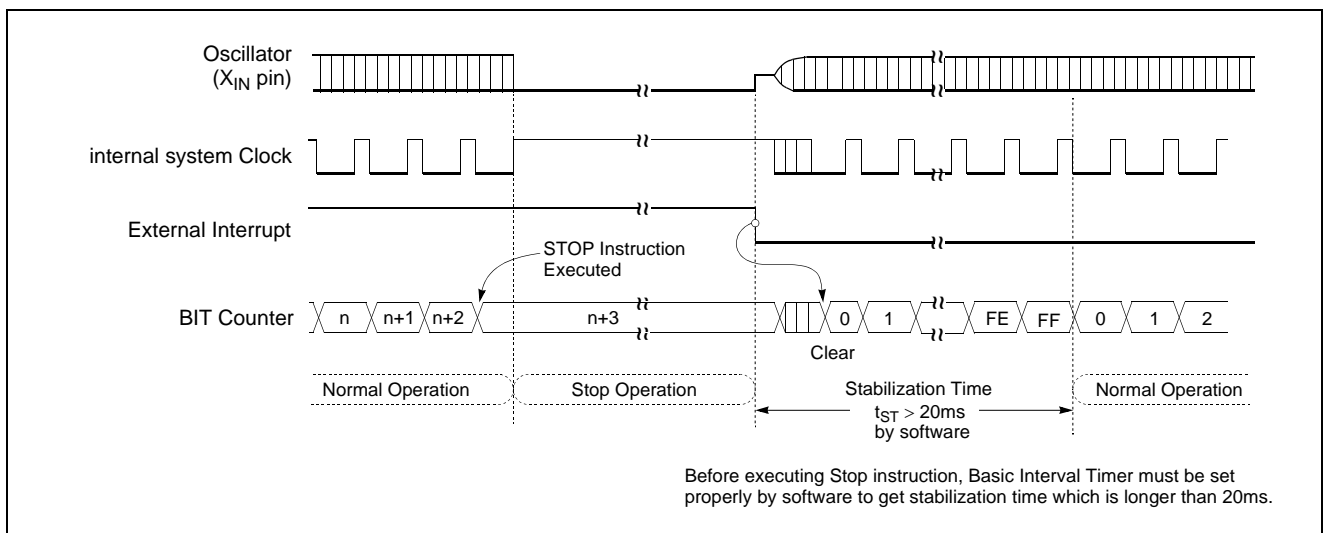 Oscillator
(XIN pin)
internal system Clock
External Interrupt
STOP Instruction
Executed
BIT Counter
n n+1 n+2 n+3 0 1 FE FF 0 1 2
Clear
Normal Operation Stop Operation Stabilization Time Normal Operation
tST > 20ms
by software
Before executing Stop instruction, Basic Interval Timer must be set
properly by software to get stabilization time which is longer than 20ms.